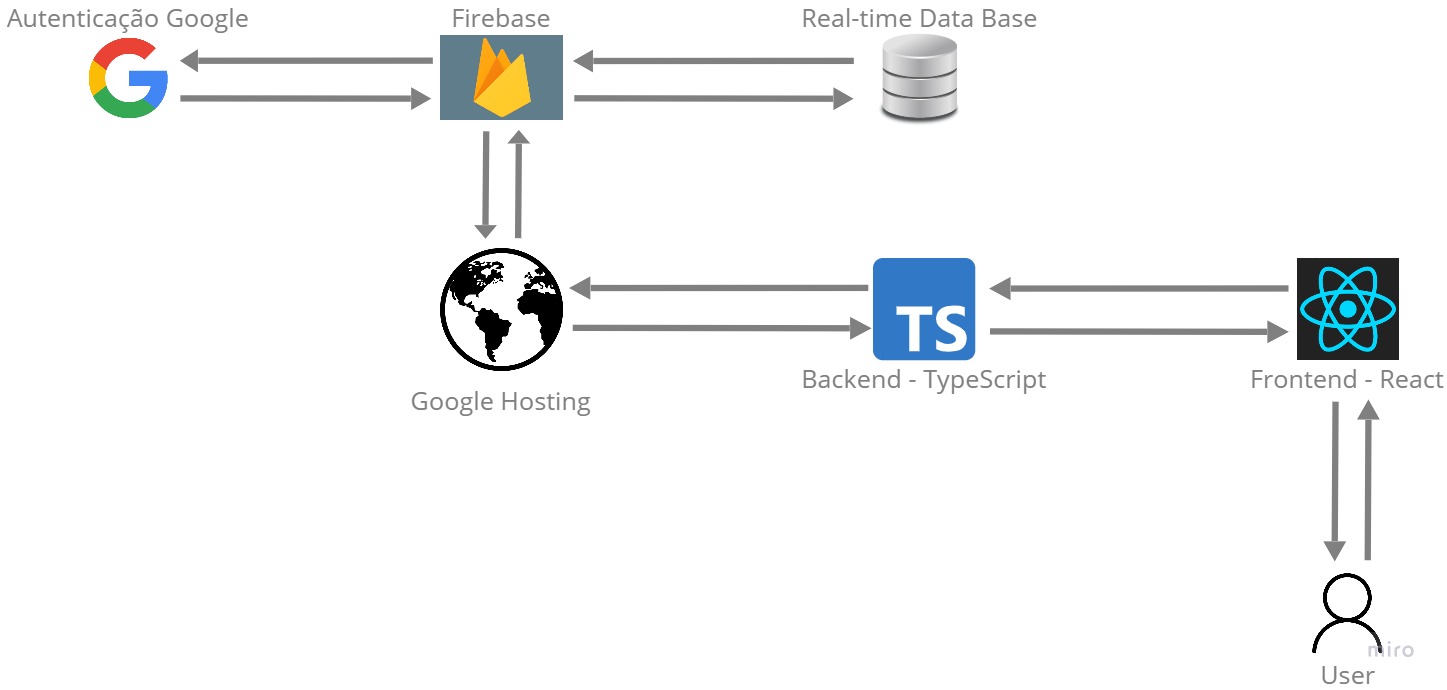 Autenticação Google
Firebase
Real-time Data Base
TS
Google Hosting
Backend - TypeScript
Frontend - React
User
miro